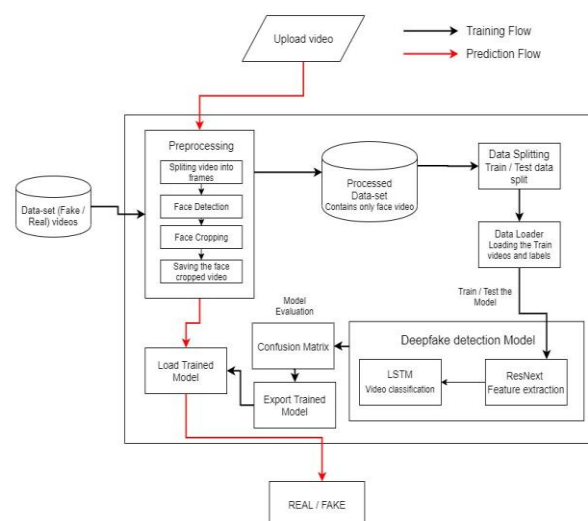 Upload video
Training Flow
Prediction Flow
Preprocessing
Spliting video into
frames
Face Detection
Face Cropping
Saving the face
cropped video
Data-set (Fake /
Real) videos
Processed
Data-set
Contains only face video
Data Splitting
Train / Test data
split
Data Loader
Loading the Train
videos and labels
Train / Test the
Model
Model
Evaluation
Deepfake detection Model
Confusion Matrix
LSTM
Video classification
ResNext
Feature extraction
Load Trained
Model
Export Trained
Model
REAL / FAKE